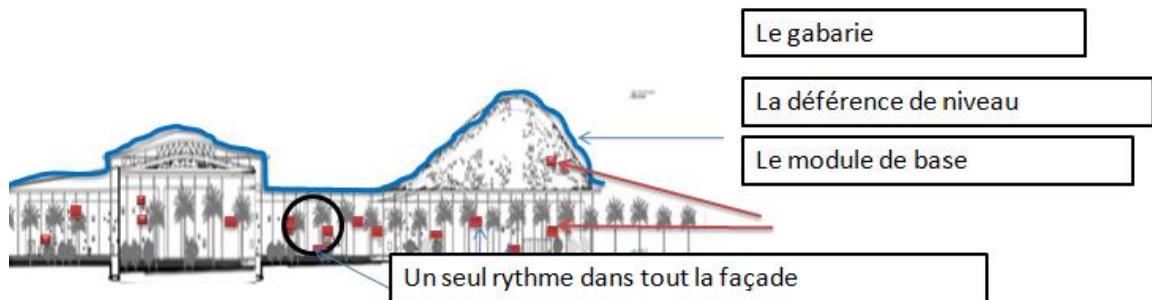 Le gabarie
La déférence de niveau
Le module de base
Un seul rythme dans tout la façade